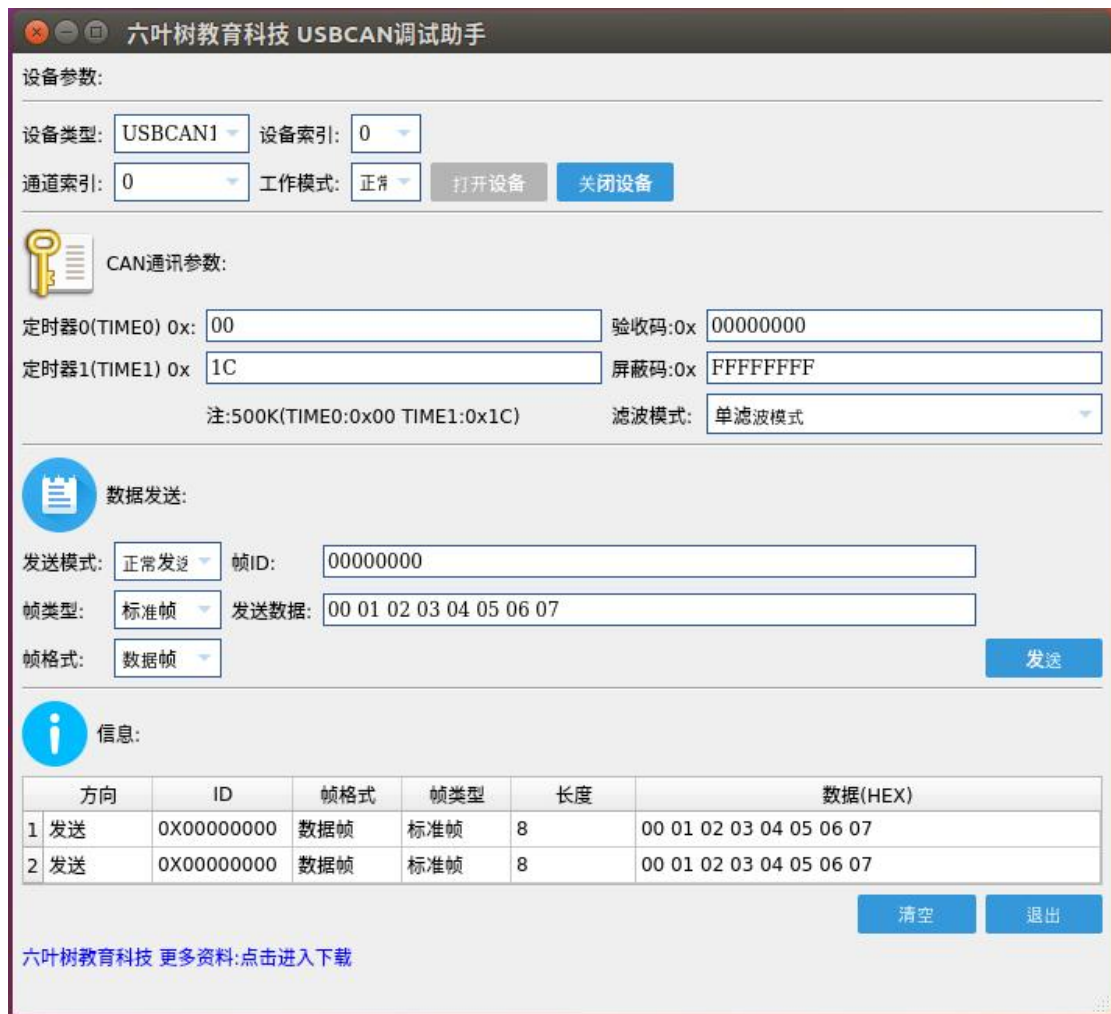 六叶树教育科技 USBCAN调试助手
设备参数:
设备类型: USBCAN1 设备索引: 0
通道索引: 0 工作模式: 正常 打开设备 关闭设备
CAN通讯参数:
定时器0(TIME0) 0x: 00 验收码:0x 00000000
定时器1(TIME1) 0x 1C 屏蔽码:0x FFFFFFFF
注:500K(TIME0:0x00 TIME1:0x1C) 滤波模式: 单滤波模式
数据发送:
发送模式: 正常发送 帧ID: 00000000
帧类型: 标准帧 发送数据: 00 01 02 03 04 05 06 07
帧格式: 数据帧 发送
信息:
方向 ID 帧格式 帧类型 长度 数据(HEX)
1 发送 0X00000000 数据帧 标准帧 8 00 01 02 03 04 05 06 07
2 发送 0X00000000 数据帧 标准帧 8 00 01 02 03 04 05 06 07
清空 退出
六叶树教育科技 更多资料:点击进入下载